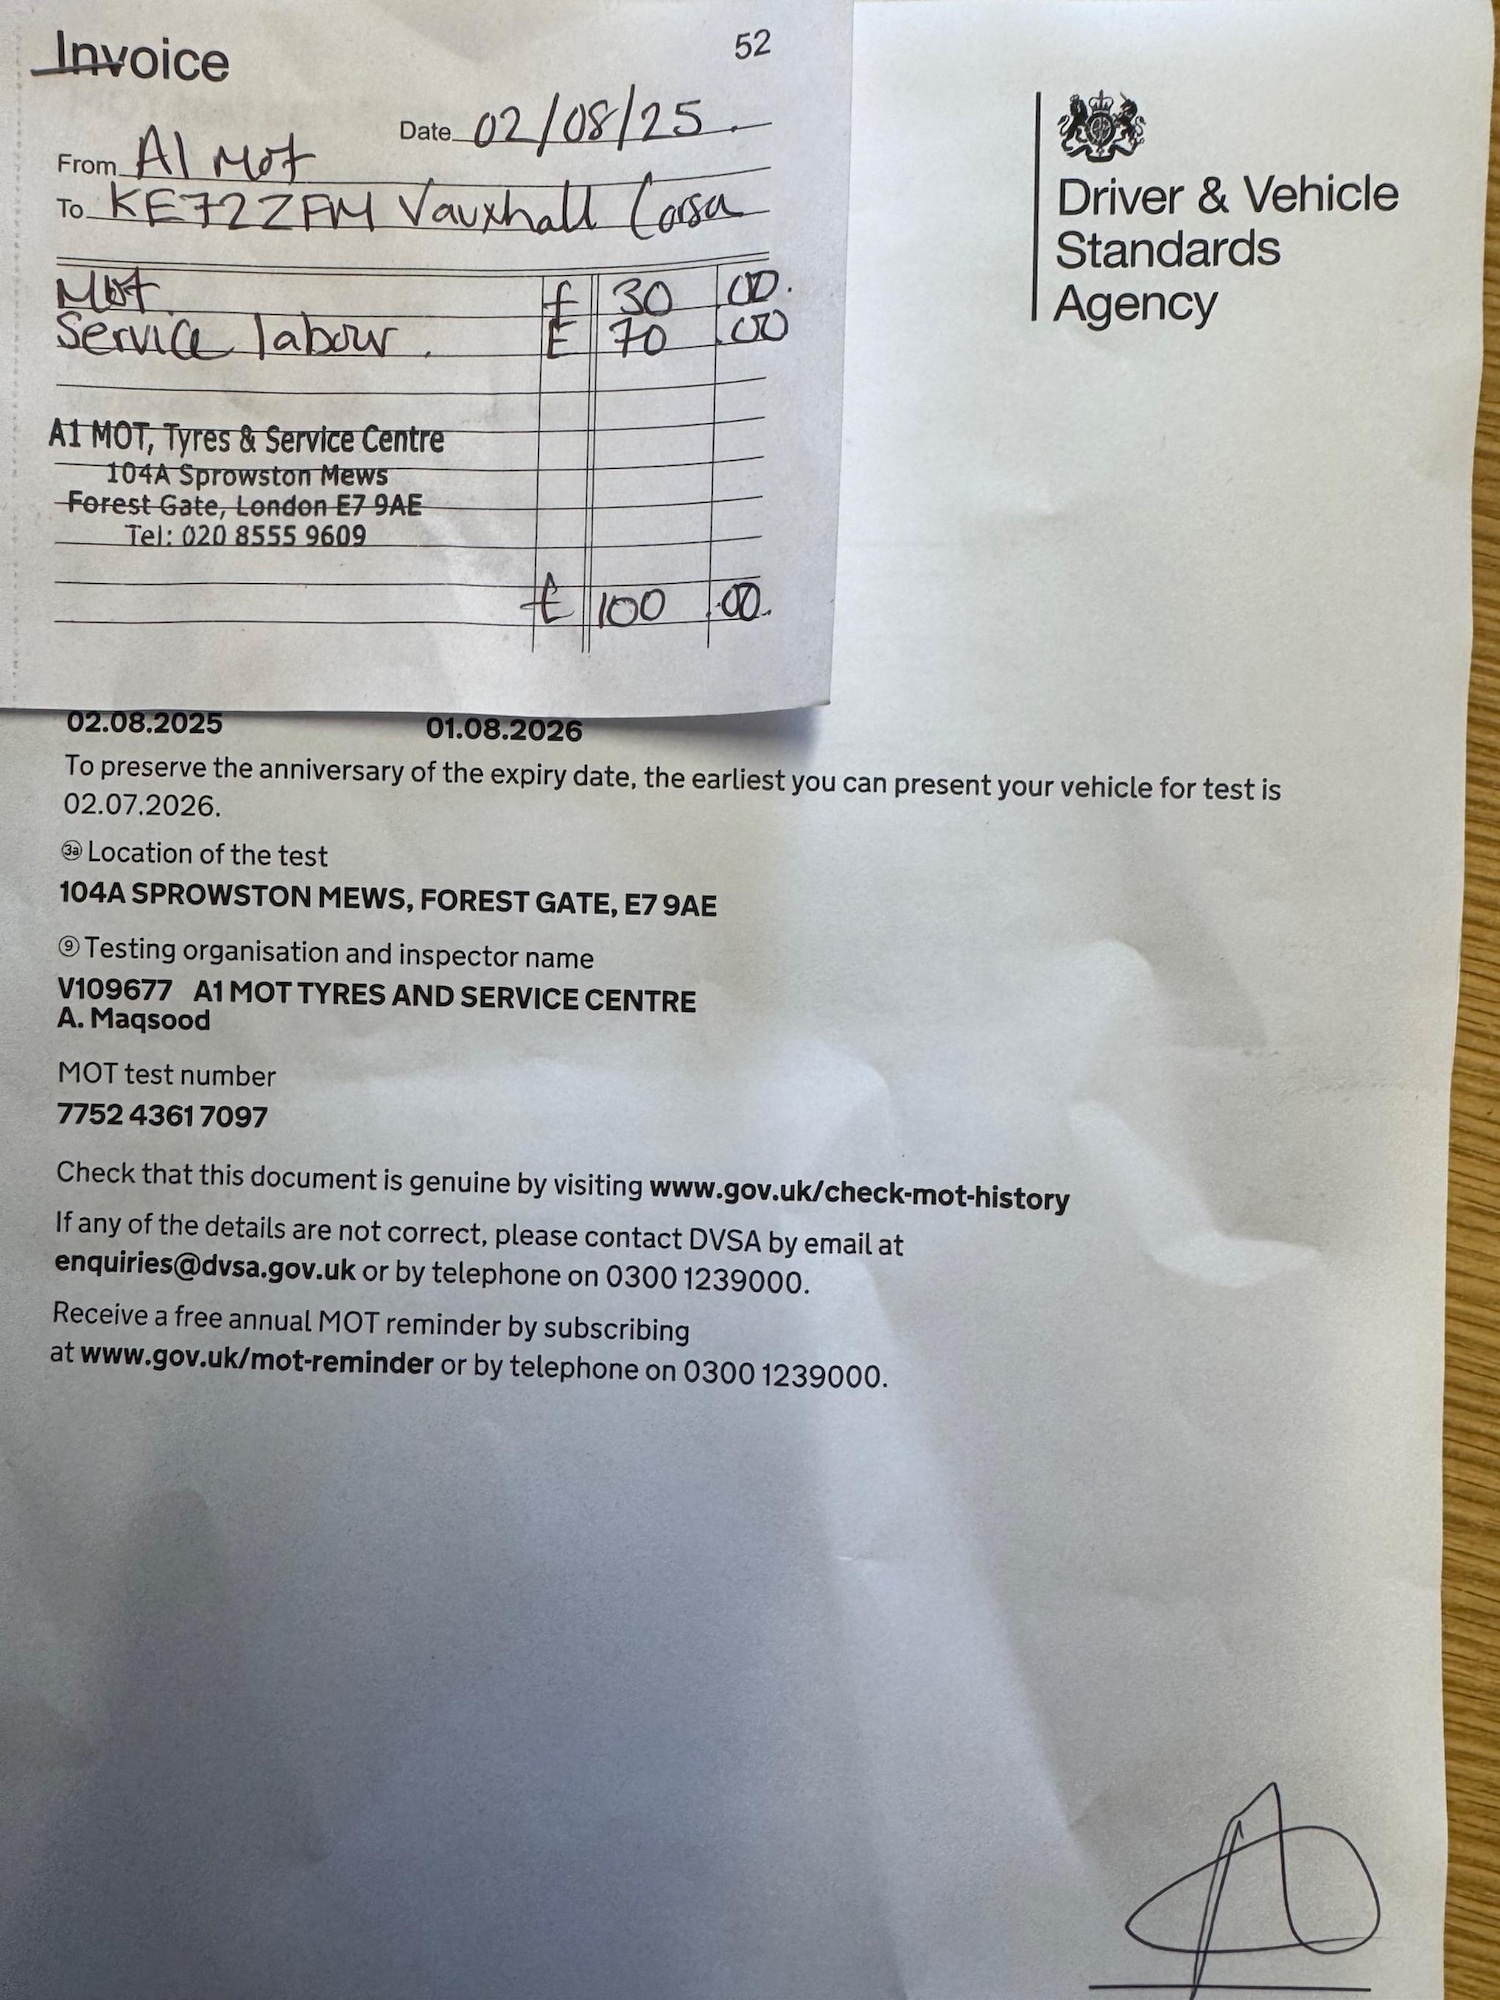 Invoice
52
Date 02/08/25
From A1 Mot
To KE72ZFM Vauxhall Corsa
Mot £ 30 00.
Service labour. £ 70 .00
A1 MOT, Tyres & Service Centre
104A Sprowston Mews
Forest Gate, London E7 9AE
Tel: 020 8555 9609
£ 100 .00.
Driver & Vehicle
Standards
Agency
02.08.2025 01.08.2026
To preserve the anniversary of the expiry date, the earliest you can present your vehicle for test is
02.07.2026.
3a Location of the test
104A SPROWSTON MEWS, FOREST GATE, E7 9AE
9 Testing organisation and inspector name
V109677 A1 MOT TYRES AND SERVICE CENTRE
A. Maqsood
MOT test number
7752 4361 7097
Check that this document is genuine by visiting www.gov.uk/check-mot-history
If any of the details are not correct, please contact DVSA by email at
enquiries@dvsa.gov.uk or by telephone on 0300 1239000.
Receive a free annual MOT reminder by subscribing
at www.gov.uk/mot-reminder or by telephone on 0300 1239000.